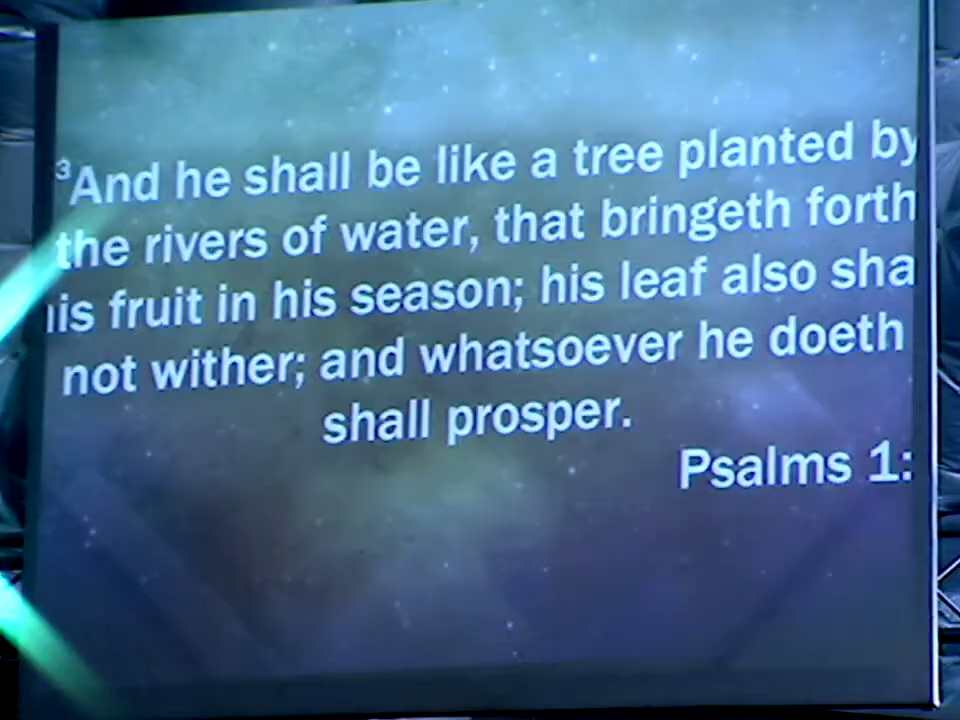 ³And he shall be like a tree planted by
the rivers of water, that bringeth forth
his fruit in his season; his leaf also sha
not wither; and whatsoever he doeth
shall prosper.
Psalms 1: